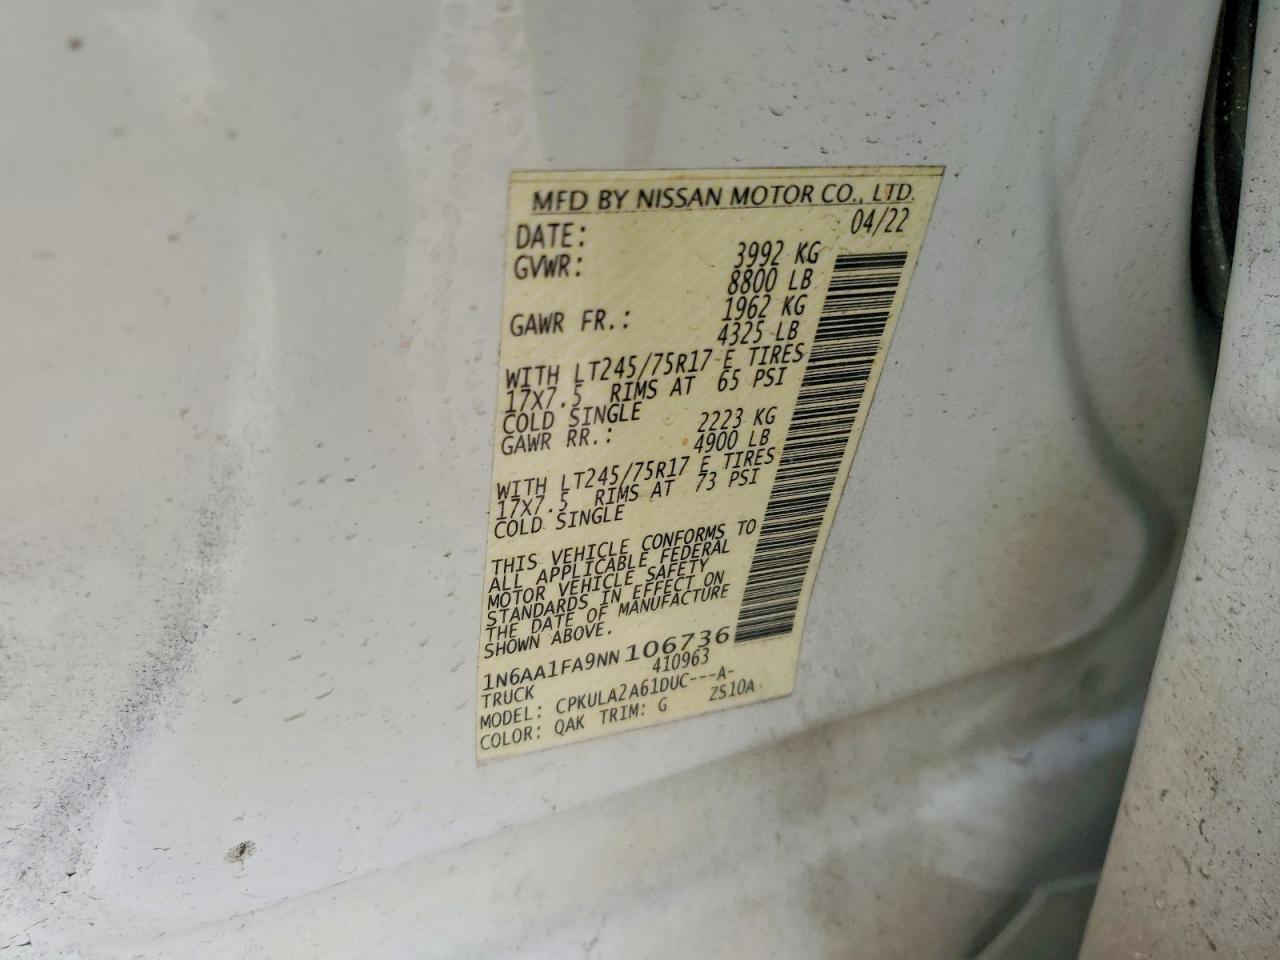 MFD BY NISSAN MOTOR CO., LTD.
DATE: 04/22
GVWR: 3992 KG
8800 LB
GAWR FR.: 1962 KG
4325 LB
WITH LT245/75R17 E TIRES
17X7.5 RIMS AT 65 PSI
COLD SINGLE
GAWR RR.: 2223 KG
4900 LB
WITH LT245/75R17 E TIRES
17X7.5 RIMS AT 73 PSI
COLD SINGLE
THIS VEHICLE CONFORMS TO
ALL APPLICABLE FEDERAL
MOTOR VEHICLE SAFETY
STANDARDS IN EFFECT ON
THE DATE OF MANUFACTURE
SHOWN ABOVE.
1N6AA1FA9NN106736
TRUCK 410963
MODEL: CPKULA2A61DUC---A-
COLOR: QAK TRIM: G ZS10A